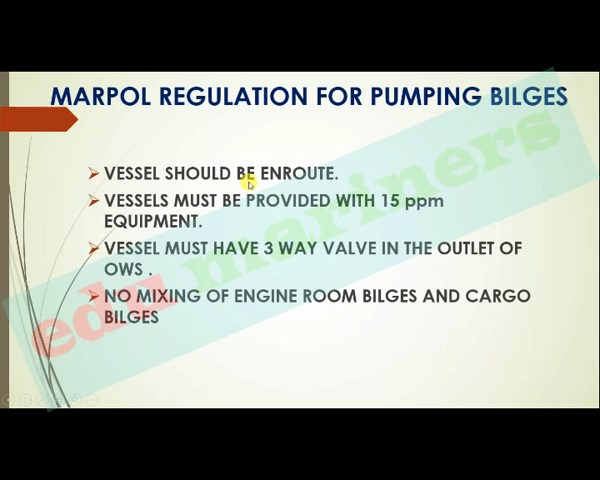 MARPOL REGULATION FOR PUMPING BILGES
VESSEL SHOULD BE ENROUTE.
VESSELS MUST BE PROVIDED WITH 15 ppm
EQUIPMENT.
VESSEL MUST HAVE 3 WAY VALVE IN THE OUTLET OF
OWS .
NO MIXING OF ENGINE ROOM BILGES AND CARGO
BILGES
edu mariners